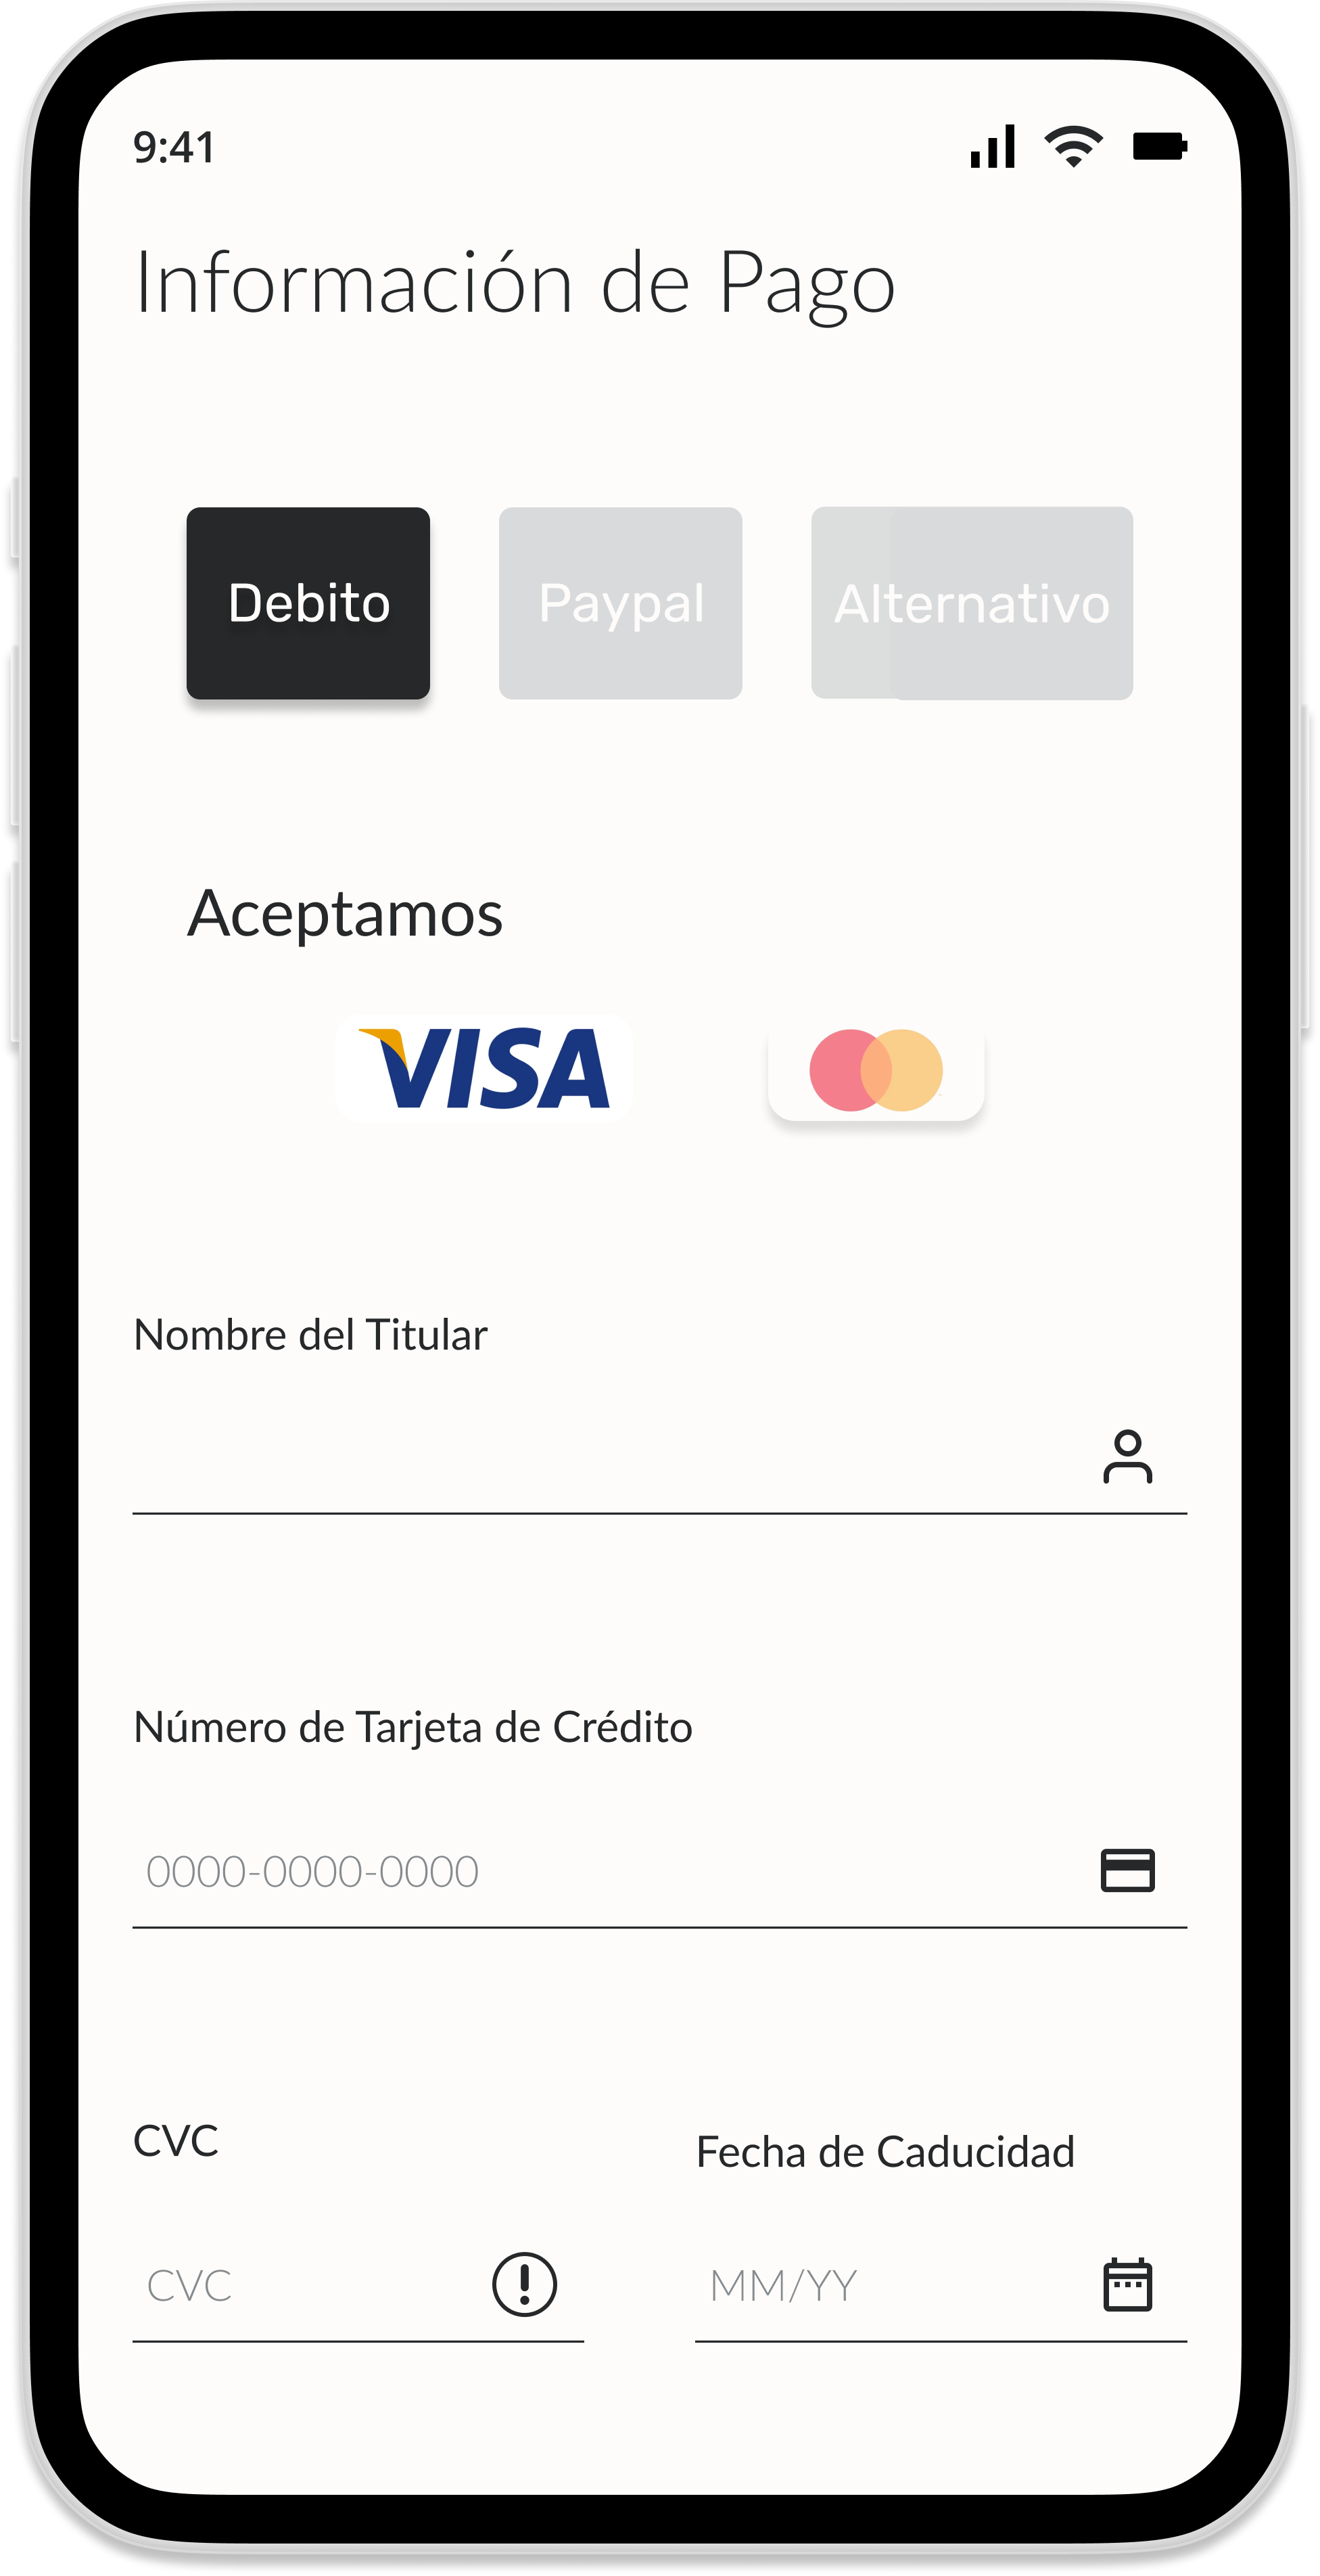 9:41
Información de Pago
Debito
Paypal
Alternativo
Aceptamos
VISA
Nombre del Titular
Número de Tarjeta de Crédito
0000-0000-0000
CVC
Fecha de Caducidad
CVC
MM/YY